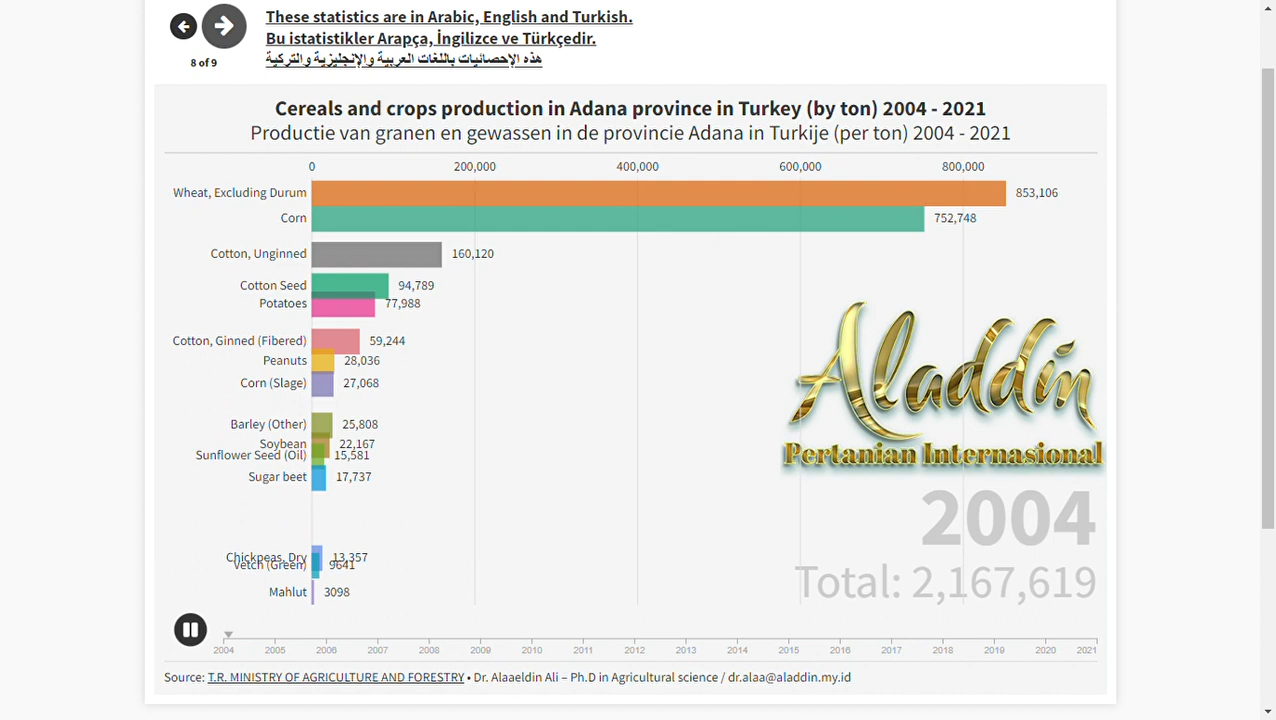 These statistics are in Arabic, English and Turkish.
Bu istatistikler Arapça, İngilizce ve Türkçedir.
هذه الإحصائيات باللغات العربية والإنجليزية والتركية
8 of 9
Cereals and crops production in Adana province in Turkey (by ton) 2004 - 2021
Productie van granen en gewassen in de provincie Adana in Turkije (per ton) 2004 - 2021
0 200,000 400,000 600,000 800,000
Wheat, Excluding Durum 853,106
Corn 752,748
Cotton, Unginned 160,120
Cotton Seed 94,789
Potatoes 77,988
Cotton, Ginned (Fibered) 59,244
Peanuts 28,036
Corn (Slage) 27,068
Barley (Other) 25,808
Soybean 22,167
Sunflower Seed (Oil) 15,581
Sugar beet 17,737
Chickpeas, Dry 13,357
Vetch (Green) 9641
Mahlut 3098
Aladdin
Pertanian Internasional
2004
Total: 2,167,619
2004 2005 2006 2007 2008 2009 2010 2011 2012 2013 2014 2015 2016 2017 2018 2019 2020 2021
Source: T.R. MINISTRY OF AGRICULTURE AND FORESTRY • Dr. Alaaeldin Ali – Ph.D in Agricultural science / dr.alaa@aladdin.my.id